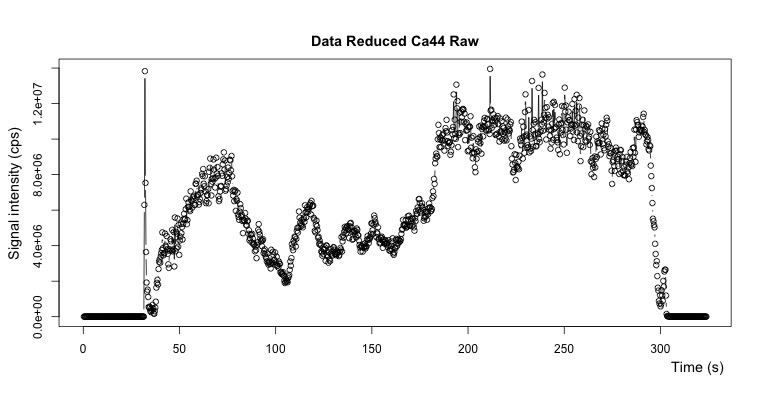 Data Reduced Ca44 Raw
Signal intensity (cps)
0.0e+00 4.0e+06 8.0e+06 1.2e+07
0 50 100 150 200 250 300
Time (s)